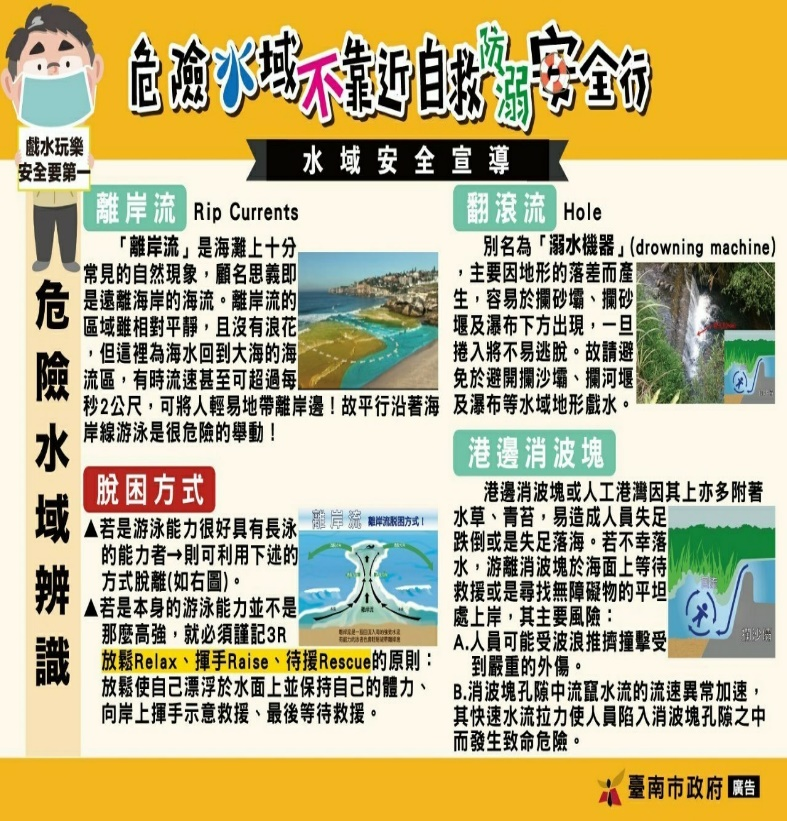 危險水域不靠近自救防溺安全行
戲水玩樂
安全要第一
水域安全宣導
危險水域辨識
離岸流 Rip Currents
「離岸流」是海灘上十分
常見的自然現象，顧名思義即
是遠離海岸的海流。離岸流的
區域雖相對平靜，且沒有浪花
，但這裡為海水回到大海的海
流區，有時流速甚至可超過每
秒2公尺，可將人輕易地帶離岸邊！故平行沿著海
岸線游泳是很危險的舉動！
脫困方式
▲若是游泳能力很好具有長泳
的能力者→則可利用下述的
方式脫離(如右圖)。
▲若是本身的游泳能力並不是
那麼高強，就必須謹記3R
放鬆Relax、揮手Raise、待援Rescue的原則：
放鬆使自己漂浮於水面上並保持自己的體力、
向岸上揮手示意救援、最後等待救援。
離岸流 離岸流脫困方式！
離岸流
翻滾流 Hole
別名為「溺水機器」(drowning machine)
，主要因地形的落差而產
生，容易於攔砂壩、攔砂
堰及瀑布下方出現，一旦
捲入將不易逃脫。故請避
免於避開攔沙壩、攔河堰
及瀑布等水域地形戲水。
港邊消波塊
港邊消波塊或人工港灣因其上亦多附著
水草、青苔，易造成人員失足
跌倒或是失足落海。若不幸落
水，游離消波塊於海面上等待
救援或是尋找無障礙物的平坦
處上岸，其主要風險：
A.人員可能受波浪推擠撞擊受
到嚴重的外傷。
B.消波塊孔隙中流竄水流的流速異常加速，
其快速水流拉力使人員陷入消波塊孔隙之中
而發生致命危險。
攔沙壩
臺南市政府 廣告